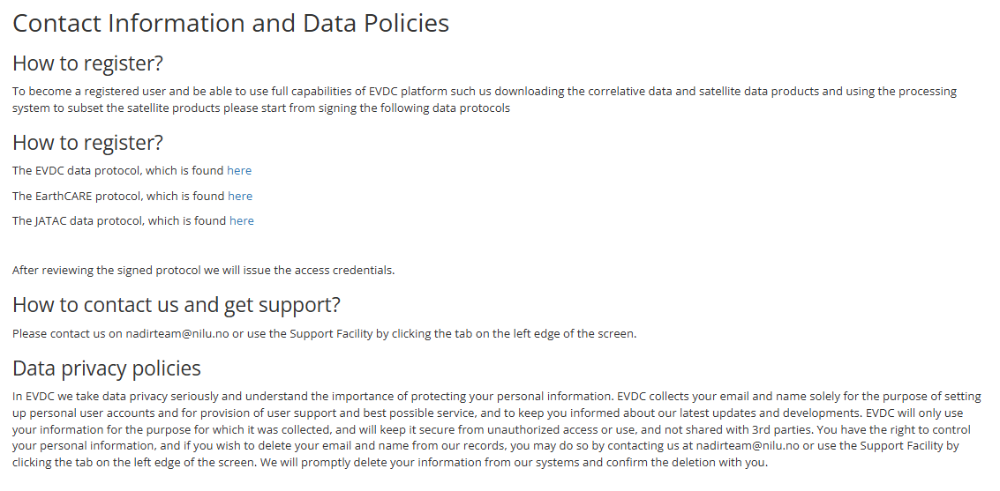 Contact Information and Data Policies
How to register?
To become a registered user and be able to use full capabilities of EVDC platform such us downloading the correlative data and satellite data products and using the processing
system to subset the satellite products please start from signing the following data protocols
How to register?
The EVDC data protocol, which is found here
The EarthCARE protocol, which is found here
The JATAC data protocol, which is found here
After reviewing the signed protocol we will issue the access credentials.
How to contact us and get support?
Please contact us on nadirteam@nilu.no or use the Support Facility by clicking the tab on the left edge of the screen.
Data privacy policies
In EVDC we take data privacy seriously and understand the importance of protecting your personal information. EVDC collects your email and name solely for the purpose of setting
up personal user accounts and for provision of user support and best possible service, and to keep you informed about our latest updates and developments. EVDC will only use
your information for the purpose for which it was collected, and will keep it secure from unauthorized access or use, and not shared with 3rd parties. You have the right to control
your personal information, and if you wish to delete your email and name from our records, you may do so by contacting us at nadirteam@nilu.no or use the Support Facility by
clicking the tab on the left edge of the screen. We will promptly delete your information from our systems and confirm the deletion with you.